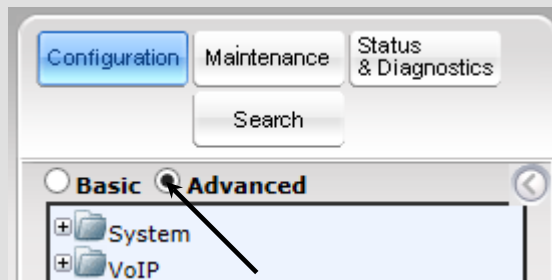 Configuration
Maintenance
Status
& Diagnostics
Search
Basic Advanced
System
VoIP